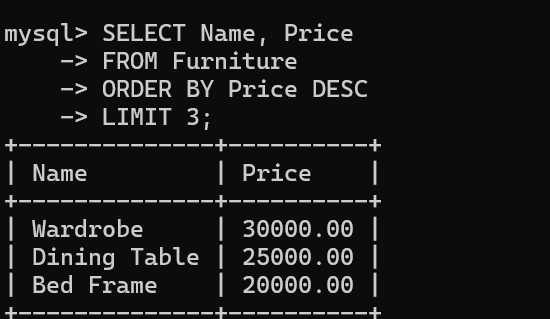 mysql> SELECT Name, Price
    -> FROM Furniture
    -> ORDER BY Price DESC
    -> LIMIT 3;
+--------------+----------+
| Name         | Price    |
+--------------+----------+
| Wardrobe     | 30000.00 |
| Dining Table | 25000.00 |
| Bed Frame    | 20000.00 |
+--------------+----------+